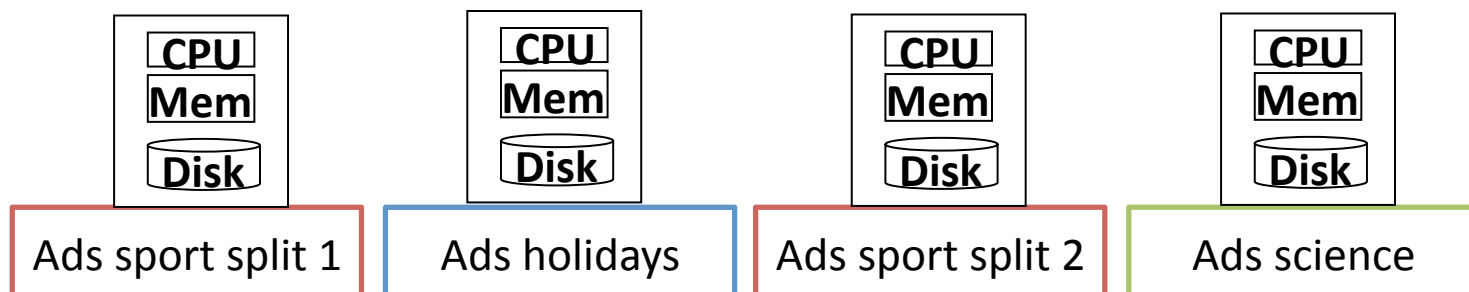 CPU
Mem
Disk
Ads sport split 1
CPU
Mem
Disk
Ads holidays
CPU
Mem
Disk
Ads sport split 2
CPU
Mem
Disk
Ads science